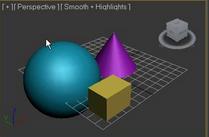 [ + ] [ Perspective ] [ Smooth + Highlights ]